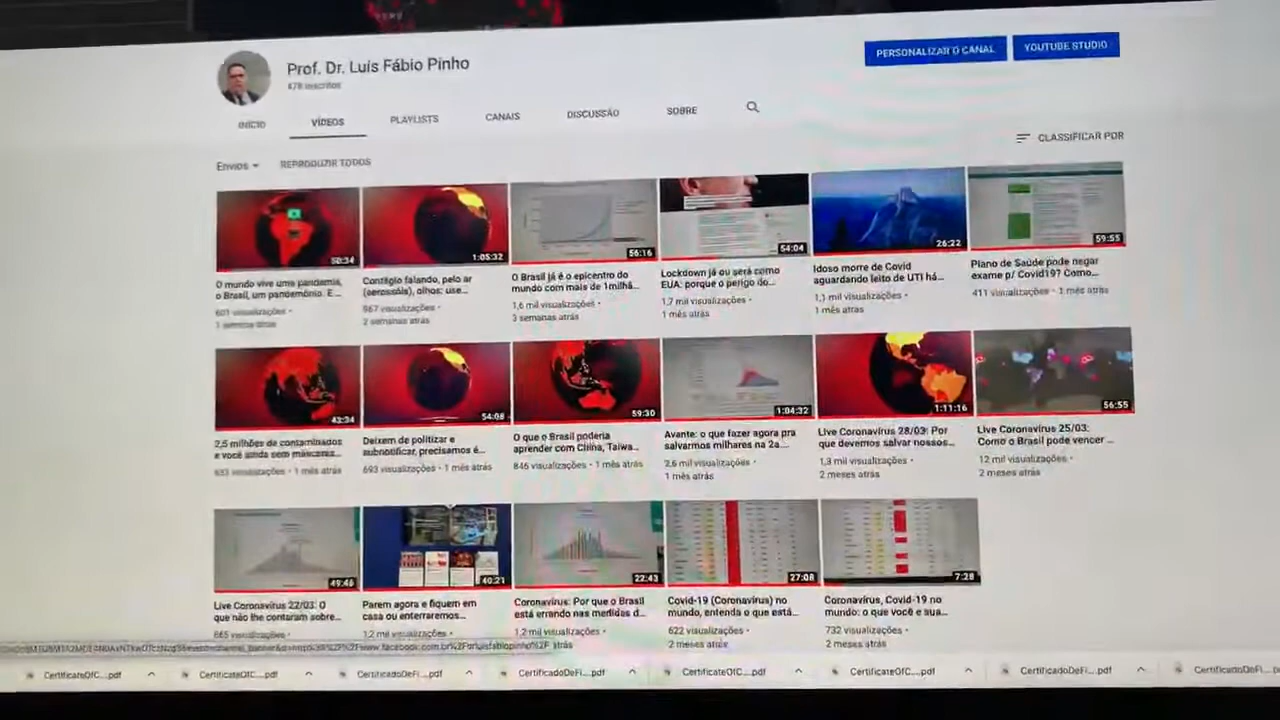 Prof. Dr. Luís Fábio Pinho
478 inscritos
PERSONALIZAR O CANAL
YOUTUBE STUDIO
INÍCIO
VÍDEOS
PLAYLISTS
CANAIS
DISCUSSÃO
SOBRE
Envios
REPRODUZIR TODOS
CLASSIFICAR POR
50:34
1:05:32
56:16
54:04
26:22
59:55
O mundo vive uma pandemia,
o Brasil, um pandemônio. E...
601 visualizações •
1 semana atrás
Contágio falando, pelo ar
(aerossóis), olhos: use...
967 visualizações •
2 semanas atrás
O Brasil já é o epicentro do
mundo com mais de 1milhã...
1,6 mil visualizações •
3 semanas atrás
Lockdown já ou será como
EUA: porque o perigo do...
1,7 mil visualizações •
1 mês atrás
Idoso morre de Covid
aguardando leito de UTI há...
1,1 mil visualizações •
1 mês atrás
Plano de Saúde pode negar
exame p/ Covid19? Como...
411 visualizações • 1 mês atrás
43:34
54:08
59:30
1:04:32
1:11:16
56:55
2,5 milhões de contaminados
e você ainda sem máscaras...
633 visualizações • 1 mês atrás
Deixem de politizar e
subnotificar, precisamos é...
693 visualizações • 1 mês atrás
O que o Brasil poderia
aprender com China, Taiwa...
846 visualizações • 1 mês atrás
Avante: o que fazer agora pra
salvarmos milhares na 2a...
2,6 mil visualizações •
1 mês atrás
Live Coronavírus 28/03: Por
que devemos salvar nossos...
1,3 mil visualizações •
2 meses atrás
Live Coronavírus 25/03:
Como o Brasil pode vencer ...
12 mil visualizações •
2 meses atrás
49:46
40:21
22:43
27:08
7:28
Live Coronavírus 22/03: O
que não lhe contaram sobre...
865 visualizações •
Parem agora e fiquem em
casa ou enterraremos...
1,2 mil visualizações •
Coronavírus: Por que o Brasil
está errando nas medidas d...
1,2 mil visualizações •
atrás
Covid-19 (Coronavírus) no
mundo, entenda o que está...
622 visualizações •
2 meses atrás
Coronavírus, Covid-19 no
mundo: o que você e sua...
732 visualizações •
2 meses atrás
CertificateOfC....pdf
CertificateOfC....pdf
CertificadoDeFi....pdf
CertificadoDeFi....pdf
CertificateOfC....pdf
CertificateOfC....pdf
CertificadoDeFi....pdf
CertificadoDeFi....